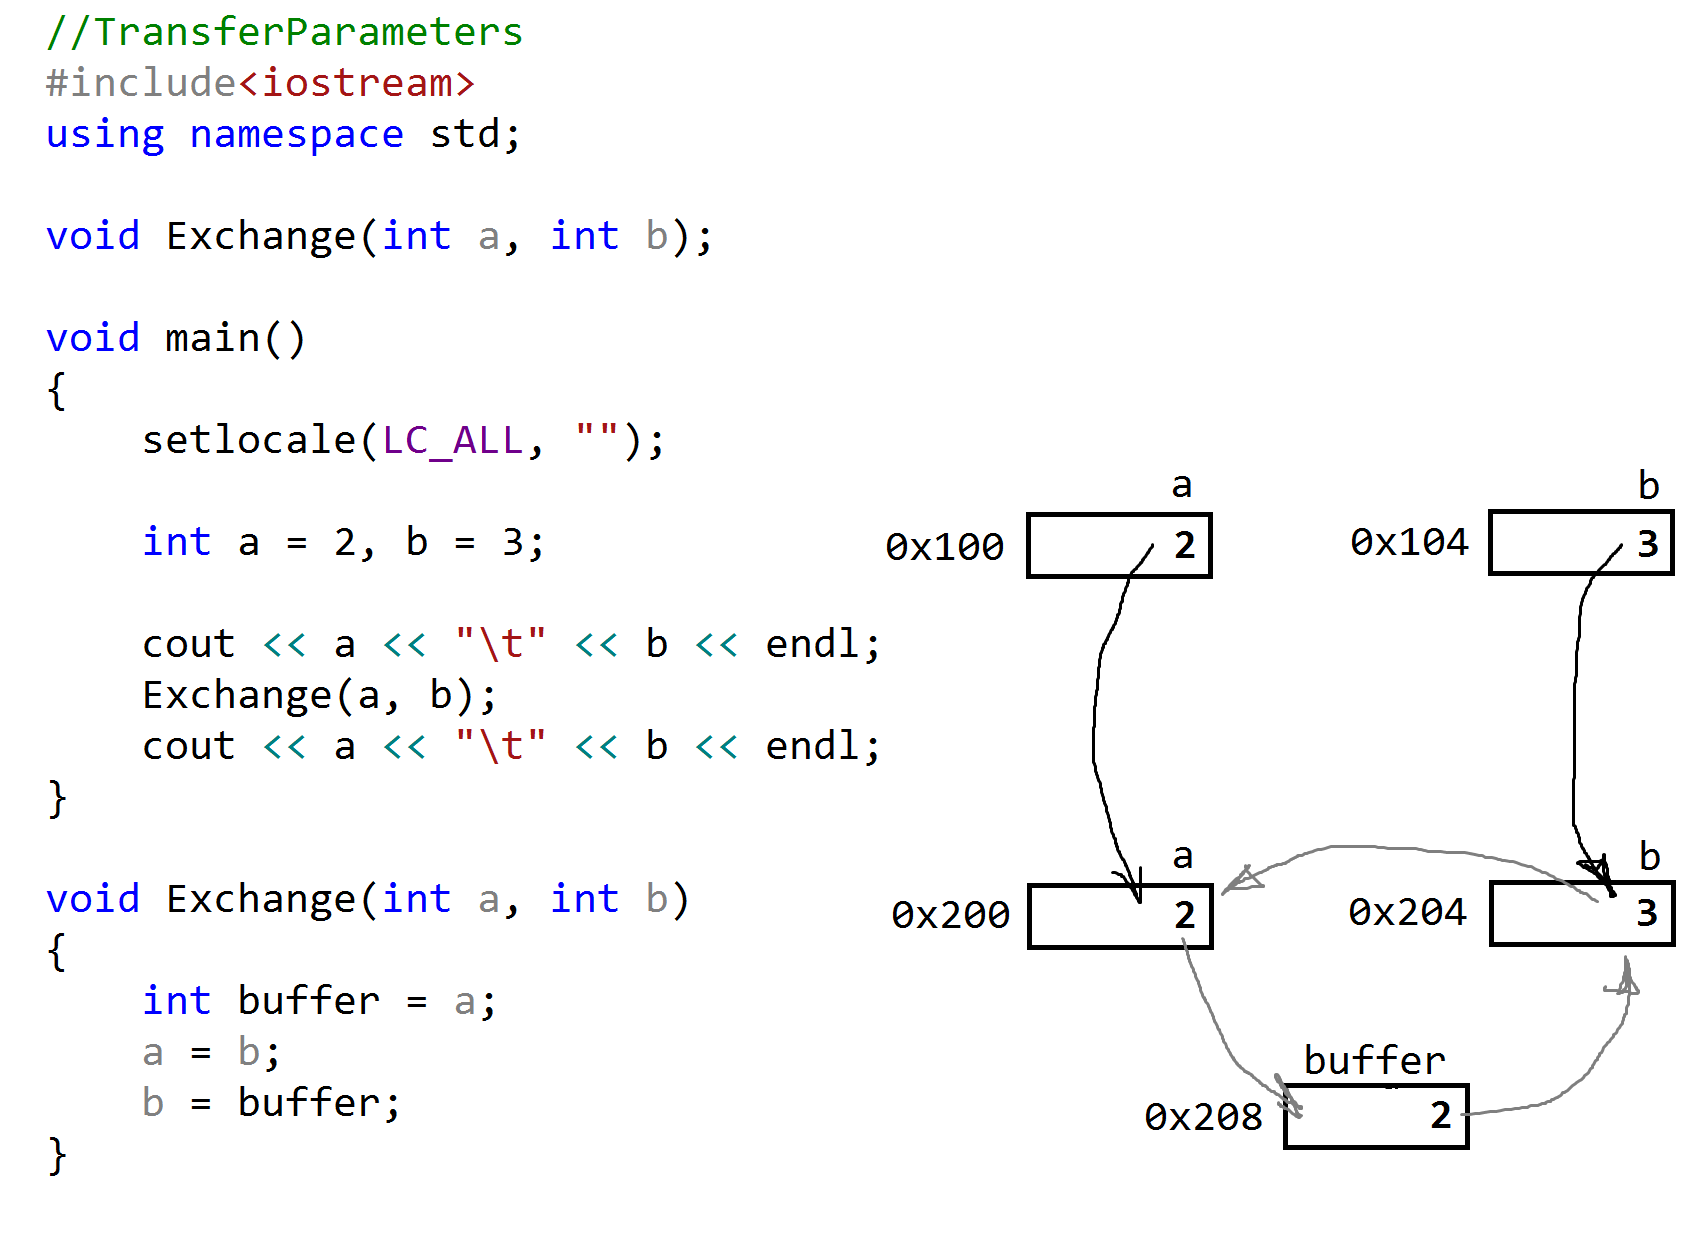 //TransferParameters
#include<iostream>
using namespace std;
void Exchange(int a, int b);
void main()
{
    setlocale(LC_ALL, "");
    int a = 2, b = 3;
    cout << a << "\t" << b << endl;
    Exchange(a, b);
    cout << a << "\t" << b << endl;
}
void Exchange(int a, int b)
{
    int buffer = a;
    a = b;
    b = buffer;
}
a b
0x100 2 0x104 3
a b
0x200 2 0x204 3
buffer
0x208 2